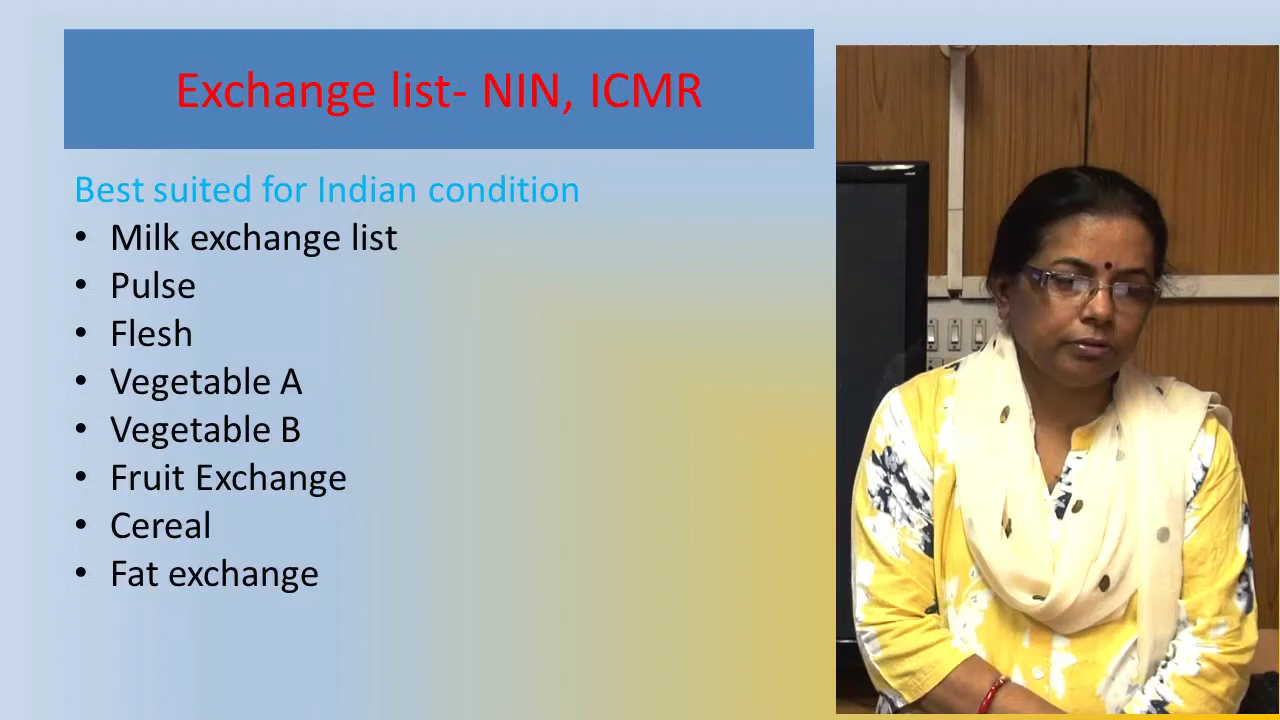 Exchange list- NIN, ICMR
Best suited for Indian condition
• Milk exchange list
• Pulse
• Flesh
• Vegetable A
• Vegetable B
• Fruit Exchange
• Cereal
• Fat exchange